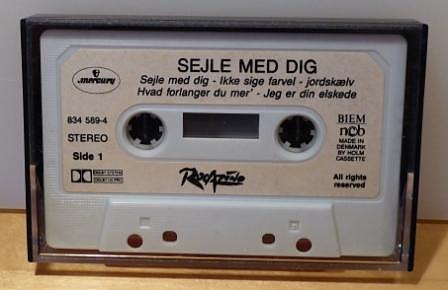 SEJLE MED DIG
mercury
Sejle med dig - Ikke sige farvel - jordskælv
Hvad forlanger du mer' - Jeg er din elskede
834 589-4
STEREO
Side 1
BIEM
ncb
MADE IN
DENMARK
BY HOLM
CASSETTE
All rights
reserved